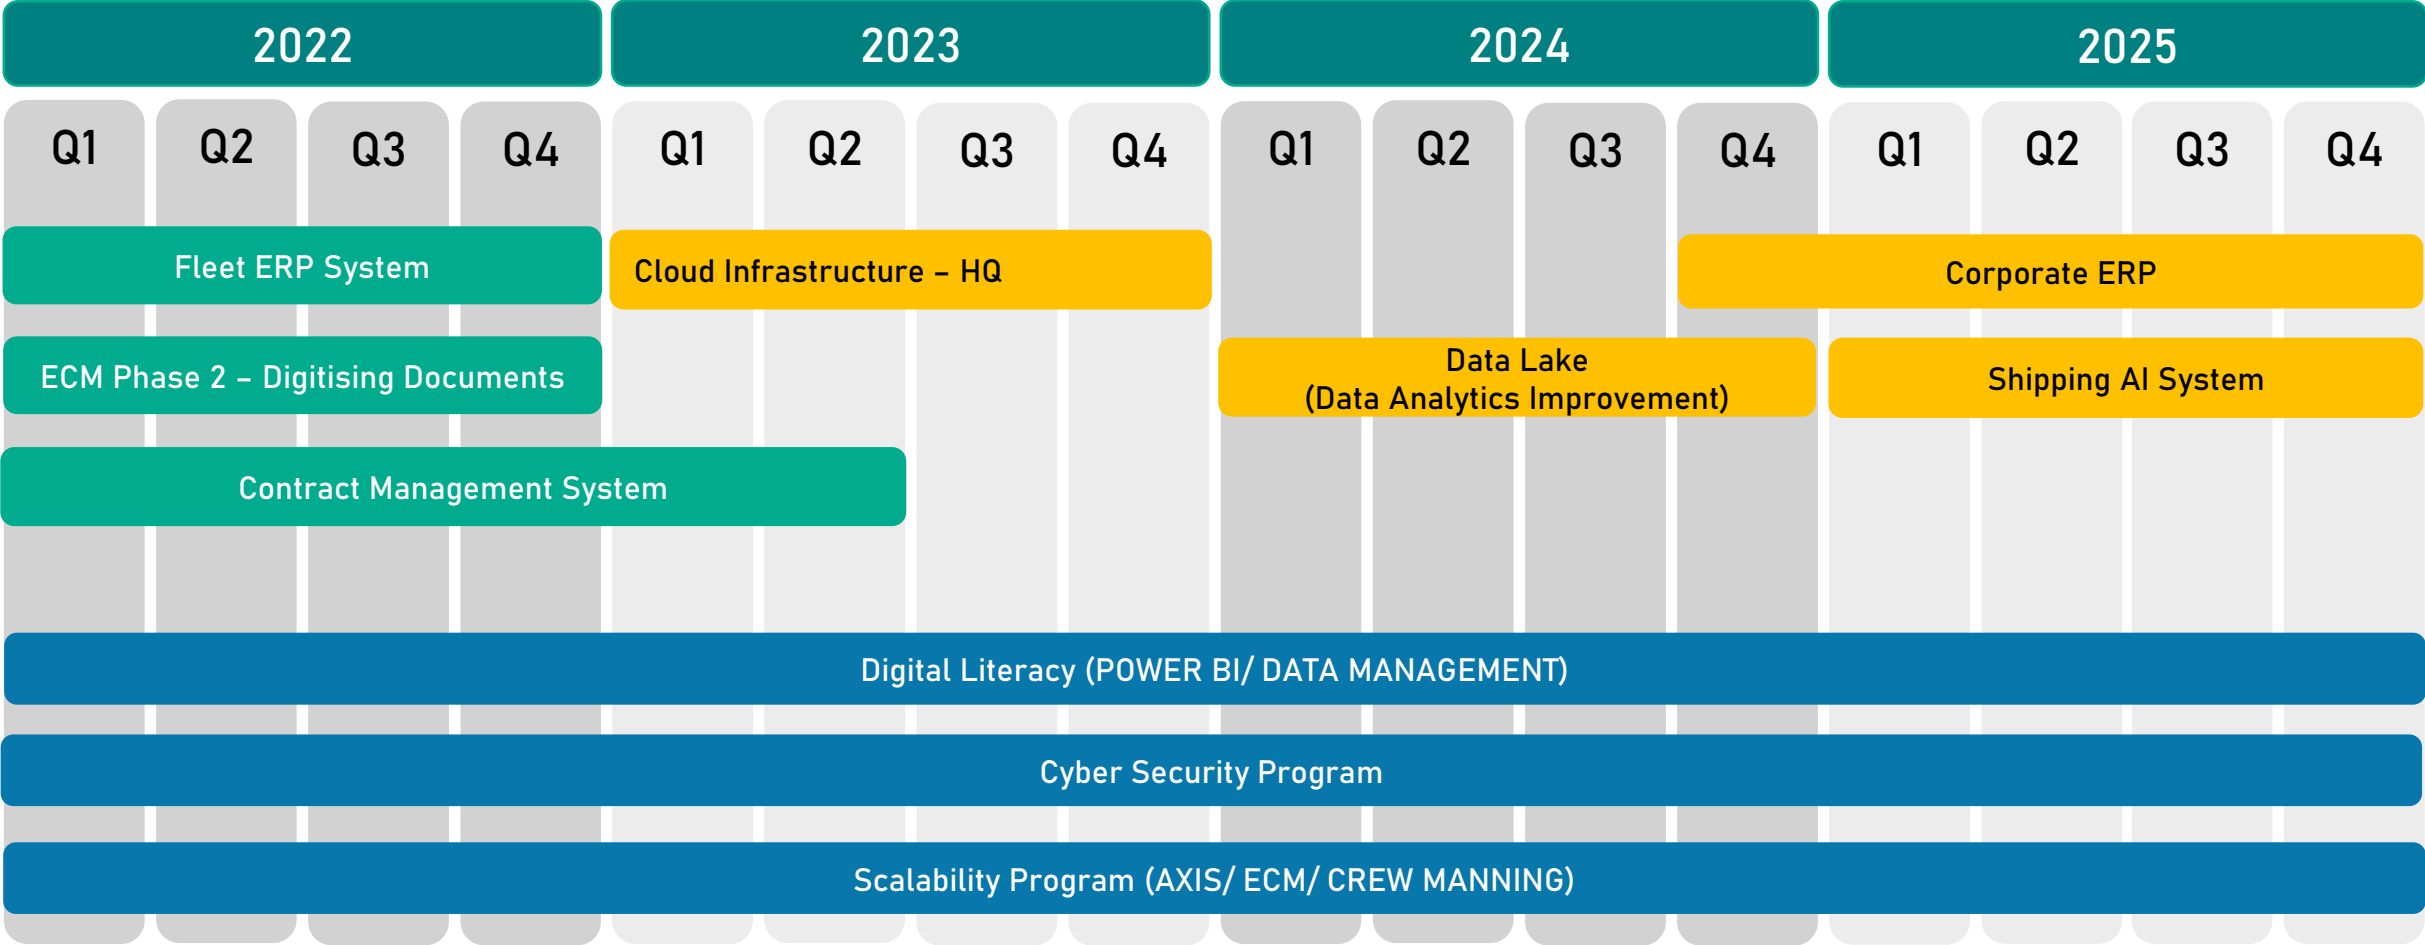 2022
2023
2024
2025
Q1
Q2
Q3
Q4
Q1
Q2
Q3
Q4
Q1
Q2
Q3
Q4
Q1
Q2
Q3
Q4
Fleet ERP System
Cloud Infrastructure – HQ
Corporate ERP
ECM Phase 2 – Digitising Documents
Data Lake
(Data Analytics Improvement)
Shipping AI System
Contract Management System
Digital Literacy (POWER BI/ DATA MANAGEMENT)
Cyber Security Program
Scalability Program (AXIS/ ECM/ CREW MANNING)